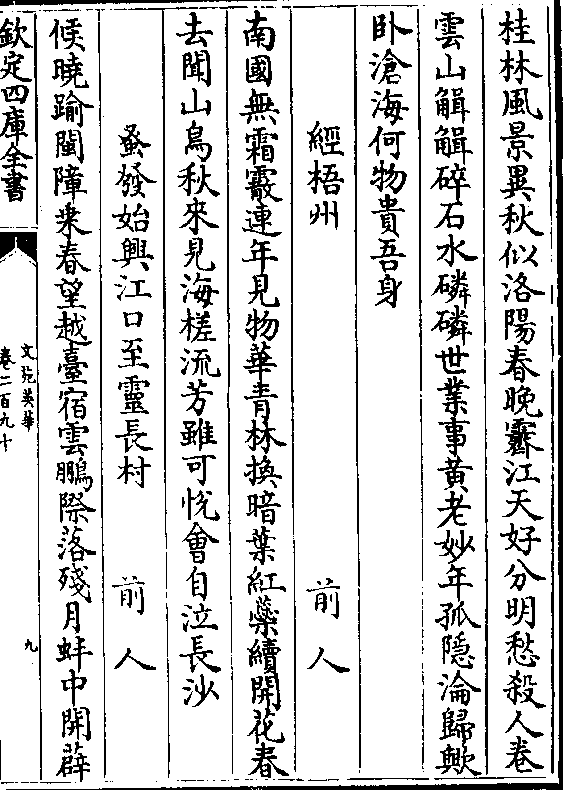 桂林風景異秋似洛陽春晚霽江天好分明愁殺人卷
雲山觧觧碎石水磷磷世業事黄老妙年孤隠淪歸歟
卧滄海何物貴吾身
經梧州　前人
南國無霜霰連年見物華青林換暗葉紅蘂續開花春
去聞山鳥秋來見海槎流芳雖可悅會自泣長沙
蚤發始興江口至靈長村　前人
候曉踰閩障乗春望越臺宿雲鵬際落殘月蚌中開薜
欽定四庫全書
文苑英華
卷二百九十
九